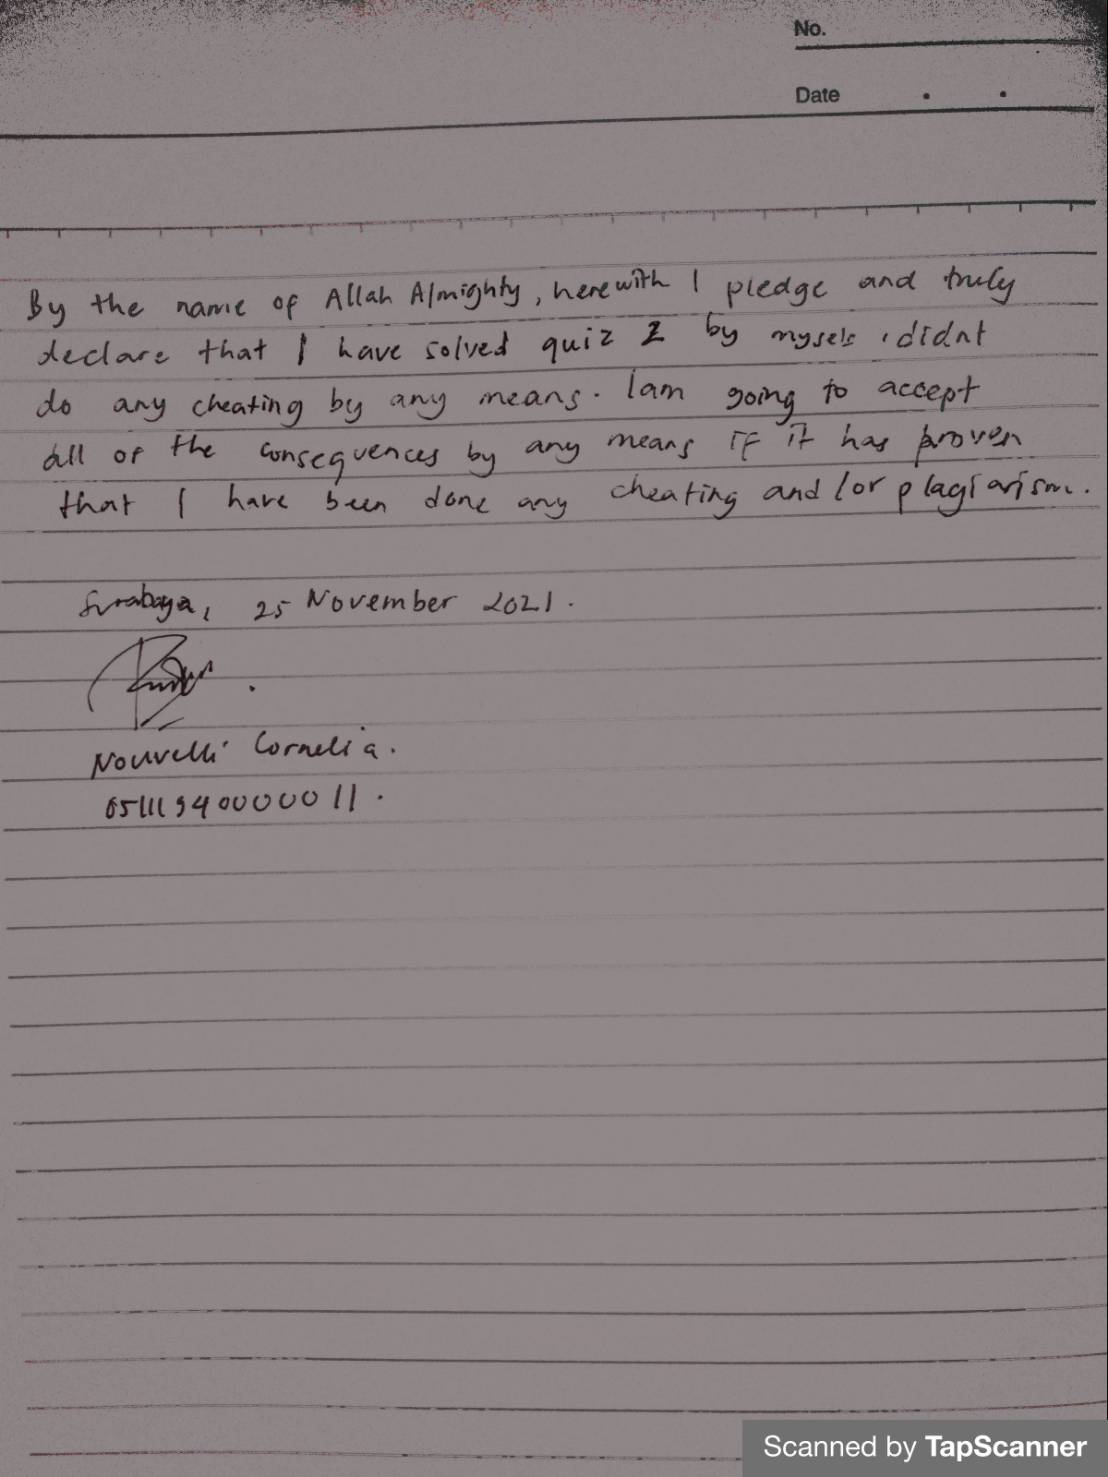 No.
Date . .
By the name of Allah Almighty, herewith I pledge and truly
declare that I have solved quiz 2 by myself, didnt
do any cheating by any means. I am going to accept
all of the consequences by any means if it has proven
that I have been done any cheating and/or plagiarism.
Surabaya, 25 November 2021.
Nouvelli Cornelia.
05111940000011.
Scanned by TapScanner